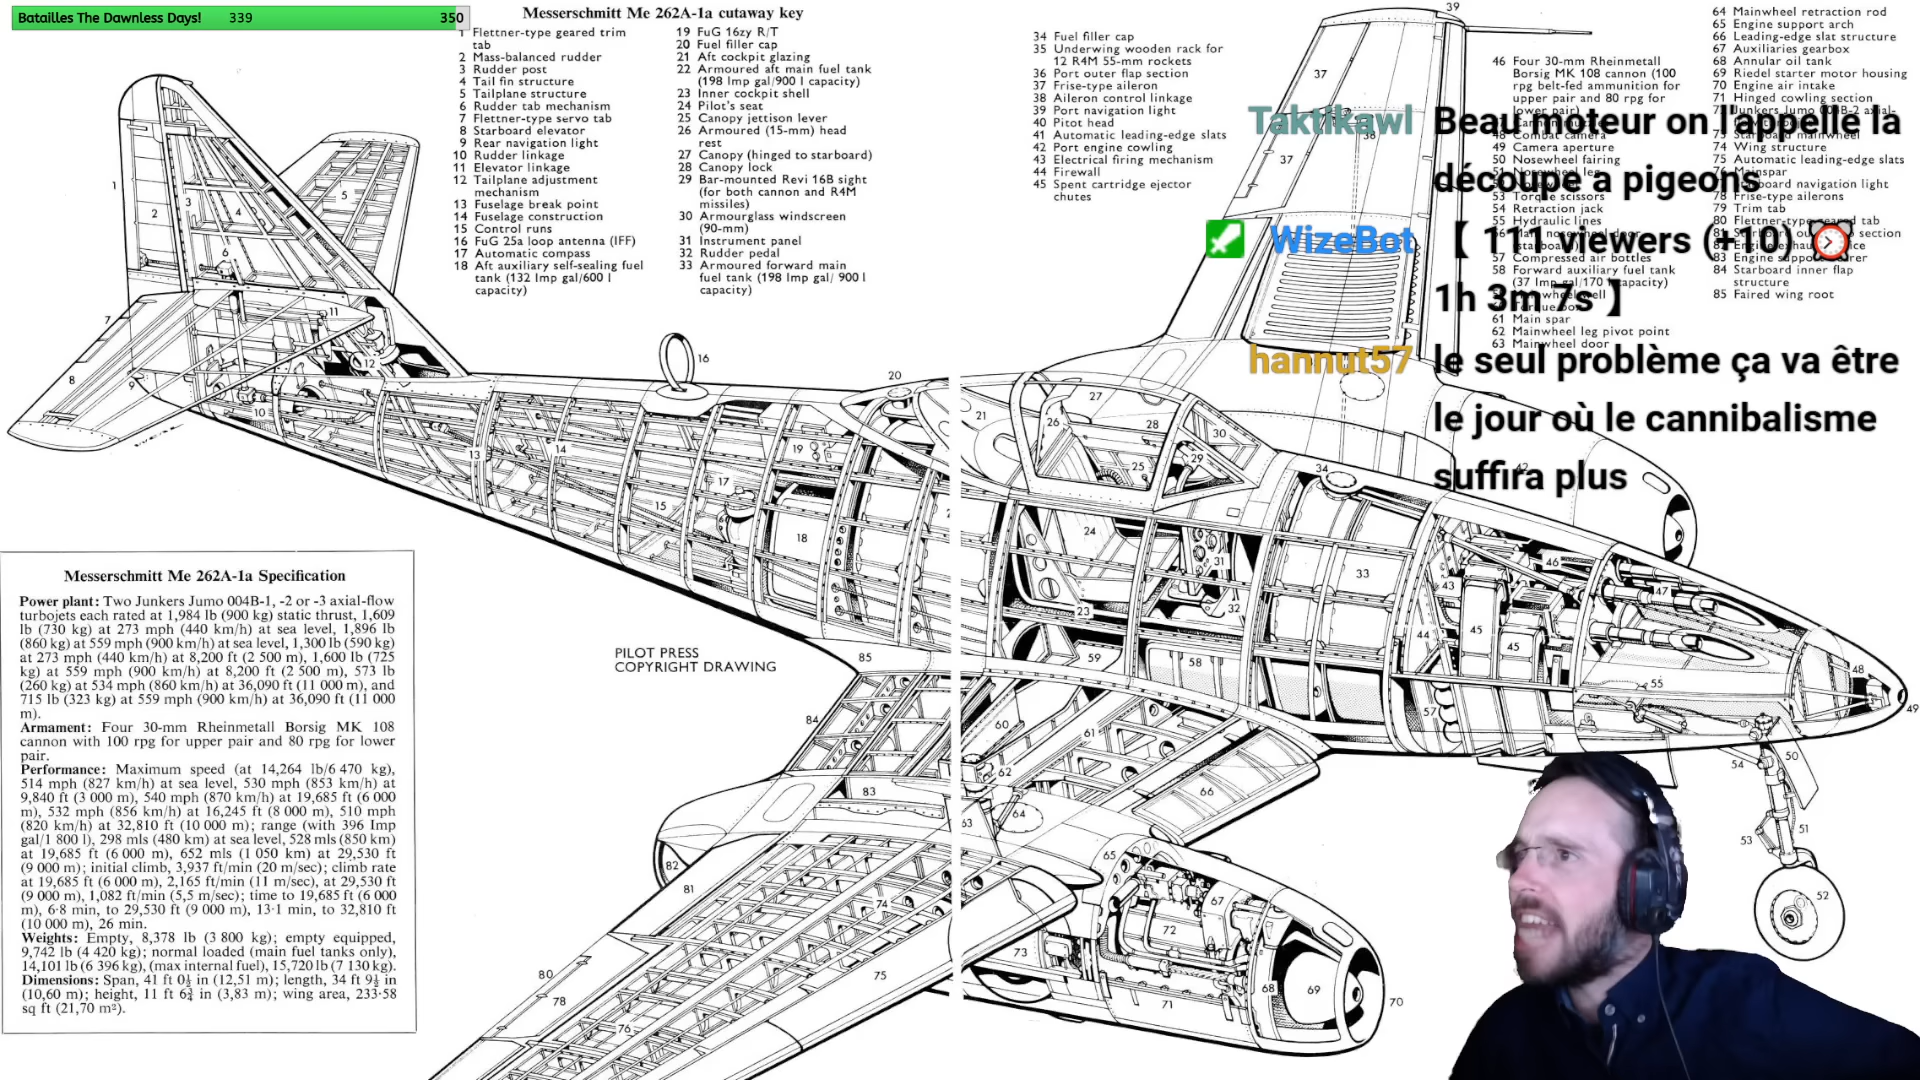 Batailles The Dawnless Days! 339 350
Messerschmitt Me 262A-1a cutaway key
1 Flettner-type geared trim
tab
2 Mass-balanced rudder
3 Rudder post
4 Tail fin structure
5 Tailplane structure
6 Rudder tab mechanism
7 Flettner-type servo tab
8 Starboard elevator
9 Rear navigation light
10 Rudder linkage
11 Elevator linkage
12 Tailplane adjustment
mechanism
13 Fuselage break point
14 Fuselage construction
15 Control runs
16 FuG 25a loop antenna (IFF)
17 Automatic compass
18 Aft auxiliary self-sealing fuel
tank (132 Imp gal/600 l
capacity)
19 FuG 16zy R/T
20 Fuel filler cap
21 Aft cockpit glazing
22 Armoured aft main fuel tank
(198 Imp gal/900 l capacity)
23 Inner cockpit shell
24 Pilot's seat
25 Canopy jettison lever
26 Armoured (15-mm) head
rest
27 Canopy (hinged to starboard)
28 Canopy lock
29 Bar-mounted Revi 16B sight
(for both cannon and R4M
missiles)
30 Armourglass windscreen
(90-mm)
31 Instrument panel
32 Rudder pedal
33 Armoured forward main
fuel tank (198 Imp gal/ 900 l
capacity)
34 Fuel filler cap
35 Underwing wooden rack for
12 R4M 55-mm rockets
36 Port outer flap section
37 Frise-type aileron
38 Aileron control linkage
39 Port navigation light
40 Pitot head
41 Automatic leading-edge slats
42 Port engine cowling
43 Electrical firing mechanism
44 Firewall
45 Spent cartridge ejector
chutes
46 Four 30-mm Rheinmetall
Borsig MK 108 cannon (100
rpg belt-fed ammunition for
upper pair and 80 rpg for
lower pair)
48 Combat camera
49 Camera aperture
50 Nosewheel fairing
51 Nosewheel leg
53 Torque scissors
54 Retraction jack
55 Hydraulic lines
57 Compressed air bottles
58 Forward auxiliary fuel tank
(37 Imp gal/170 l capacity)
61 Main spar
62 Mainwheel leg pivot point
63 Mainwheel door
64 Mainwheel retraction rod
65 Engine support arch
66 Leading-edge slat structure
67 Auxiliaries gearbox
68 Annular oil tank
69 Riedel starter motor housing
70 Engine air intake
71 Hinged cowling section
74 Wing structure
75 Automatic leading-edge slats
76 Mainspar
78 Frise-type ailerons
79 Trim tab
80 Flettner-type geared tab
84 Starboard inner flap
structure
85 Faired wing root
Taktikawl Beaumateur on l'appelle la
découpe a pigeons
WizeBot 【 111 viewers (+10)
1h 3m 7s 】
hannut57 le seul problème ça va être
le jour où le cannibalisme
suffira plus
PILOT PRESS
COPYRIGHT DRAWING
Messerschmitt Me 262A-1a Specification
Power plant: Two Junkers Jumo 004B-1, -2 or -3 axial-flow
turbojets each rated at 1,984 lb (900 kg) static thrust, 1,609
lb (730 kg) at 273 mph (440 km/h) at sea level, 1,896 lb
(860 kg) at 559 mph (900 km/h) at sea level, 1,300 lb (590 kg)
at 273 mph (440 km/h) at 8,200 ft (2 500 m), 1,600 lb (725
kg) at 559 mph (900 km/h) at 8,200 ft (2 500 m), 573 lb
(260 kg) at 534 mph (860 km/h) at 36,090 ft (11 000 m), and
715 lb (323 kg) at 559 mph (900 km/h) at 36,090 ft (11 000
m).
Armament: Four 30-mm Rheinmetall Borsig MK 108
cannon with 100 rpg for upper pair and 80 rpg for lower
pair.
Performance: Maximum speed (at 14,264 lb/6 470 kg),
514 mph (827 km/h) at sea level, 530 mph (853 km/h) at
9,840 ft (3 000 m), 540 mph (870 km/h) at 19,685 ft (6 000
m), 532 mph (856 km/h) at 16,245 ft (8 000 m), 510 mph
(820 km/h) at 32,810 ft (10 000 m); range (with 396 Imp
gal/1 800 l), 298 mls (480 km) at sea level, 528 mls (850 km)
at 19,685 ft (6 000 m), 652 mls (1 050 km) at 29,530 ft
(9 000 m); initial climb, 3,937 ft/min (20 m/sec); climb rate
at 19,685 ft (6 000 m), 2,165 ft/min (11 m/sec), at 29,530 ft
(9 000 m), 1,082 ft/min (5,5 m/sec); time to 19,685 ft (6 000
m), 6·8 min, to 29,530 ft (9 000 m), 13·1 min, to 32,810 ft
(10 000 m), 26 min.
Weights: Empty, 8,378 lb (3 800 kg); empty equipped,
9,742 lb (4 420 kg); normal loaded (main fuel tanks only),
14,101 lb (6 396 kg), (max internal fuel), 15,720 lb (7 130 kg).
Dimensions: Span, 41 ft 0½ in (12,51 m); length, 34 ft 9½ in
(10,60 m); height, 11 ft 6¾ in (3,83 m); wing area, 233·58
sq ft (21,70 m²).